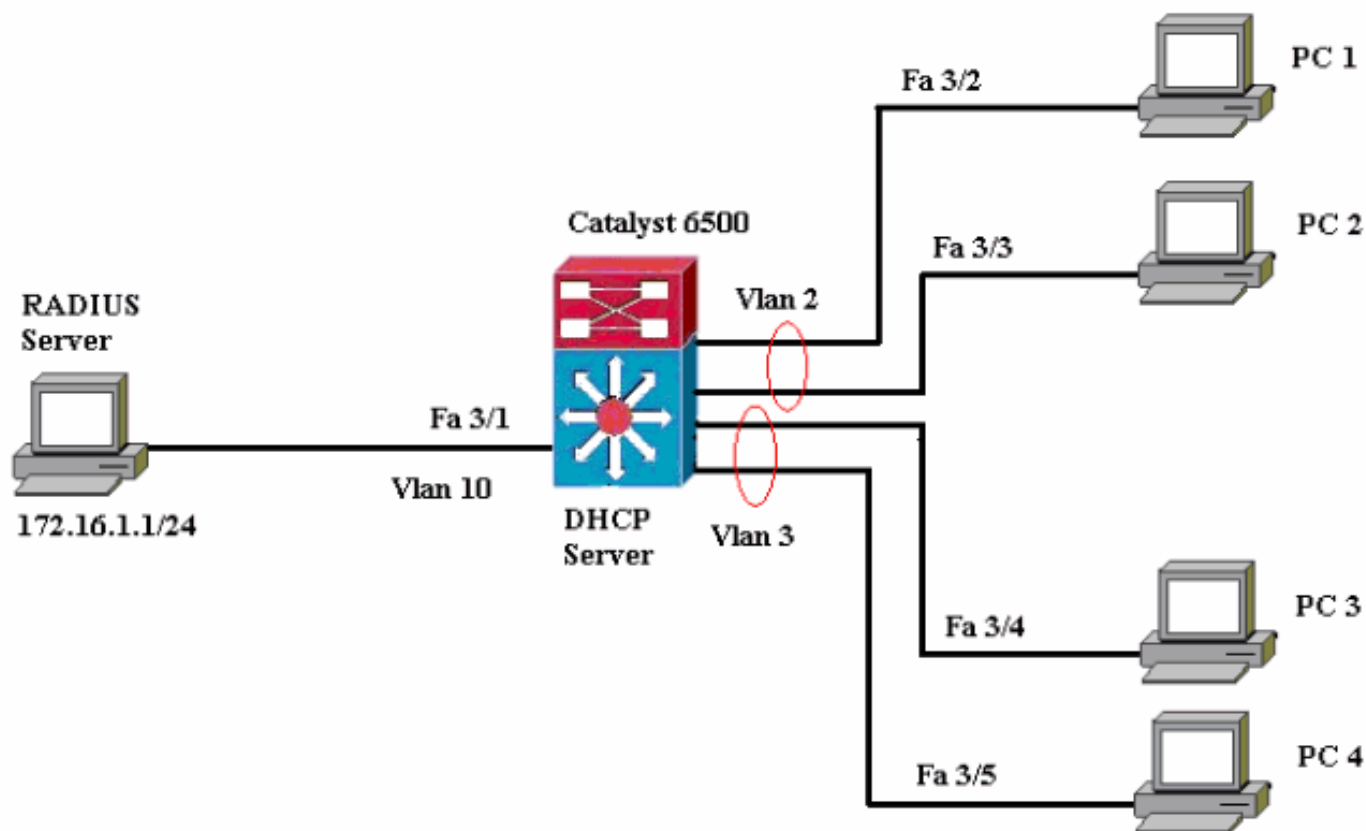 PC 1
Fa 3/2
PC 2
Catalyst 6500
Fa 3/3
Vlan 2
RADIUS
Server
Fa 3/1
Vlan 10
172.16.1.1/24
DHCP
Server
Vlan 3
PC 3
Fa 3/4
PC 4
Fa 3/5